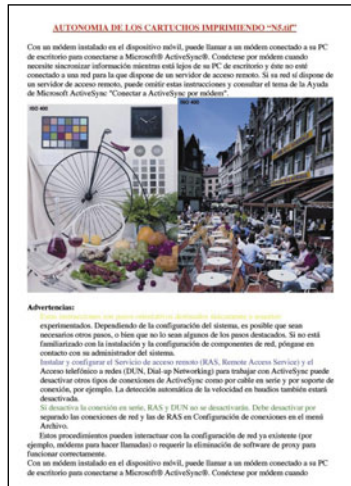 AUTONOMIA DE LOS CARTUCHOS IMPRIMIENDO “N5.tif”
Con un módem instalado en el dispositivo móvil, puede llamar a un módem conectado a su PC
de escritorio para conectarse a Microsoft® ActiveSync®. Conéctese por módem cuando
necesite sincronizar información mientras está lejos de su PC de escritorio y éste no esté
conectado a una red para la que dispone de un servidor de acceso remoto. Si su red sí dispone de
un servidor de acceso remoto, puede omitir estas instrucciones y consultar el tema de la Ayuda
de Microsoft ActiveSync "Conectar a ActiveSync por módem".
ISO 400
ISO 400
Advertencias:
experimentados. Dependiendo de la configuración del sistema, es posible que sean
necesarios otros pasos, o bien que no lo sean algunos de los pasos destacados. Si no está
familiarizado con la instalación y la configuración de componentes de red, póngase en
contacto con su administrador del sistema.
Instalar y configurar el Servicio de acceso remoto (RAS, Remote Access Service) y el
Acceso telefónico a redes (DUN, Dial-up Networking) para trabajar con ActiveSync puede
desactivar otros tipos de conexiones de ActiveSync como por cable en serie y por soporte de
conexión, por ejemplo. La detección automática de la velocidad en baudios también estará
desactivada.
Si desactiva la conexión en serie, RAS y DUN no se desactivarán. Debe desactivar por
separado las conexiones de red y las de RAS en Configuración de conexiones en el menú
Archivo.
Estos procedimientos pueden interactuar con la configuración de red ya existente (por
ejemplo, módems para hacer llamadas) o requerir la eliminación de software de proxy para
funcionar correctamente.
Con un módem instalado en el dispositivo móvil, puede llamar a un módem conectado a su PC
de escritorio para conectarse a Microsoft® ActiveSync®. Conéctese por módem cuando